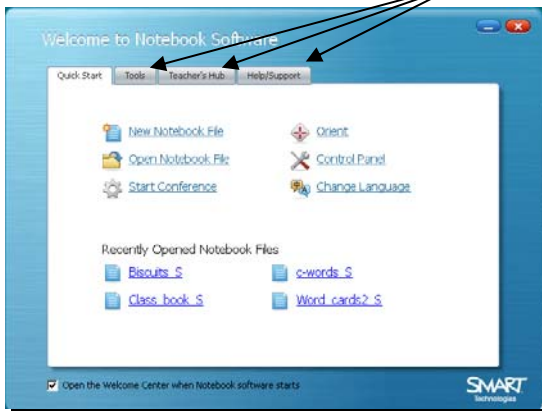 Welcome to Notebook Software
Quick Start Tools Teacher's Hub Help/Support
New Notebook File Orient
Open Notebook File Control Panel
Start Conference Change Language
Recently Opened Notebook Files
Biscuits_S c-words_S
Class_book_S Word_cards2_S
Open the Welcome Center when Notebook software starts
SMART
Technologies